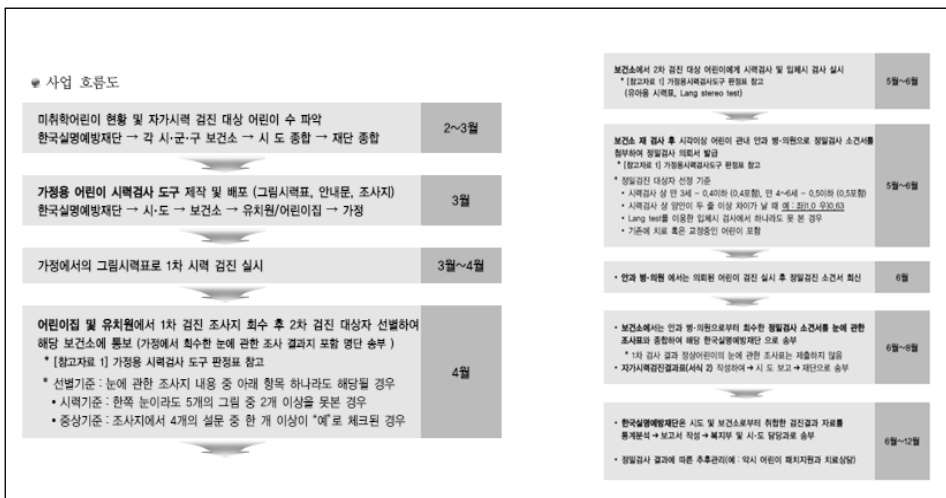 사업 흐름도
미취학어린이 현황 및 자가시력 검진 대상 어린이 수 파악
한국실명예방재단 → 각 시·군·구 보건소 → 시 도 종합 → 재단 종합
2~3월
가정용 어린이 시력검사 도구 제작 및 배포 (그림시력표, 안내문, 조사지)
한국실명예방재단 → 시·도 → 보건소 → 유치원/어린이집 → 가정
3월
가정에서의 그림시력표로 1차 시력 검진 실시
3월~4월
어린이집 및 유치원에서 1차 검진 조사지 회수 후 2차 검진 대상자 선별하여
해당 보건소에 통보 (가정에서 회수한 눈에 관한 조사 결과지 포함 명단 송부 )
* [참고자료 1] 가정용 시력검사 도구 판정표 참고
* 선별기준 : 눈에 관한 조사지 내용 중 아래 항목 하나라도 해당될 경우
• 시력기준 : 한쪽 눈이라도 5개의 그림 중 2개 이상을 못본 경우
• 증상기준 : 조사지에서 4개의 설문 중 한 개 이상이 "예"로 체크된 경우
4월
보건소에서 2차 검진 대상 어린이에게 시력검사 및 입체시 검사 실시
* [참고자료 1] 가정용시력검사도구 판정표 참고
(유아용 시력표, Lang stereo test)
5월~6월
보건소 재 검사 후 시각이상 어린이 관내 안과 병·의원으로 정밀검사 소견서를
첨부하여 정밀검사 의뢰서 발급
* [참고자료 1] 가정용시력검사도구 판정표 참고
* 정밀검진 대상자 선정 기준
• 시력검사 상 만 3세 - 0.4이하 (0.4포함), 만 4~6세 - 0.5이하 (0.5포함)
• 시력검사 상 양안이 두 줄 이상 차이가 날 때 예 : 좌)1.0 우)0.63
• Lang test를 이용한 입체시 검사에서 하나라도 못 본 경우
• 기존에 치료 혹은 교정중인 어린이 포함
5월~6월
• 안과 병·의원 에서는 의뢰된 어린이 검진 실시 후 정밀검진 소견서 회신
6월
• 보건소에서는 안과 병·의원으로부터 회수한 정밀검사 소견서를 눈에 관한
조사표와 종합하여 해당 한국실명예방재단 으로 송부
* 1차 검사 결과 정상어린이의 눈에 관한 조사표는 제출하지 않음
• 자가시력검진결과표(서식 2) 작성하여 → 시 도 보고 → 재단으로 송부
6월~8월
• 한국실명예방재단은 시도 및 보건소로부터 취합한 검진결과 자료를
통계분석 → 보고서 작성 → 복지부 및 시·도 담당과로 송부
• 정밀검사 결과에 따른 추후관리(예 : 약시 어린이 패치지원과 치료상담)
6월~12월